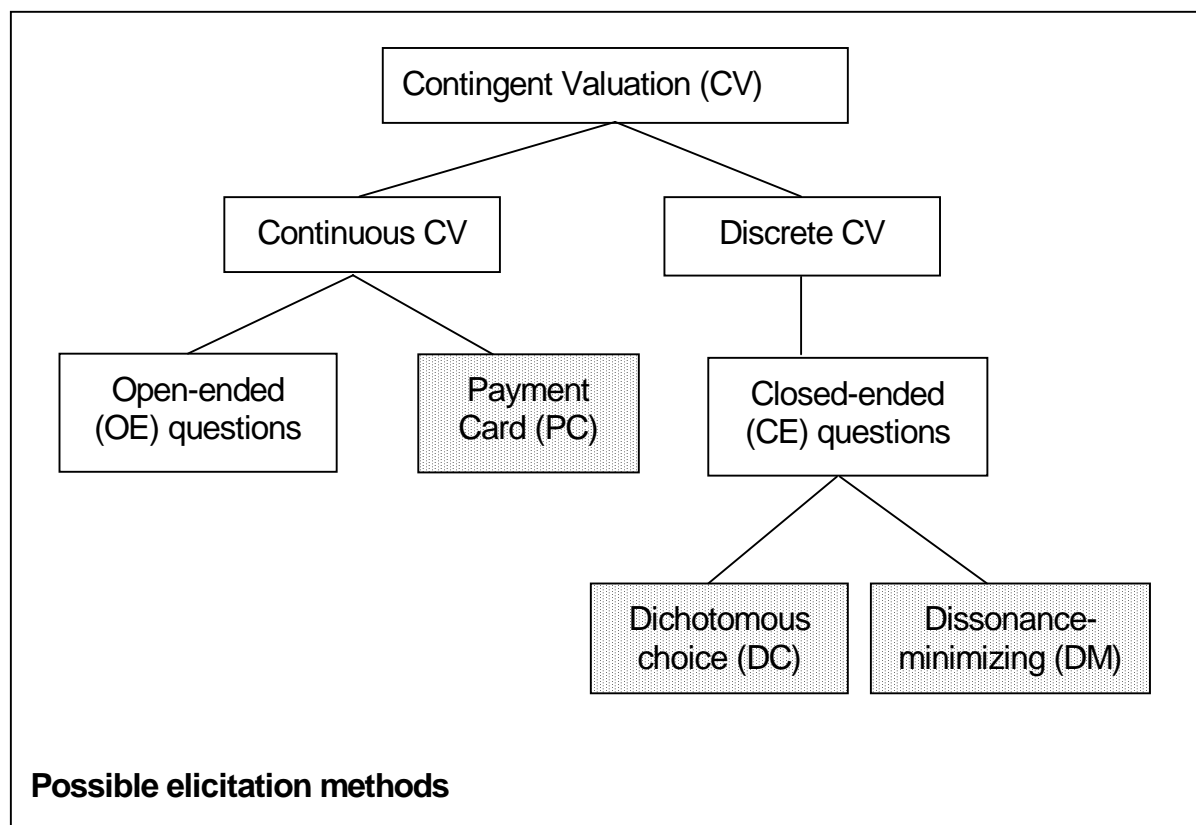 Contingent Valuation (CV)
Continuous CV
Discrete CV
Open-ended
(OE) questions
Payment
Card (PC)
Closed-ended
(CE) questions
Dichotomous
choice (DC)
Dissonance-
minimizing (DM)
Possible elicitation methods